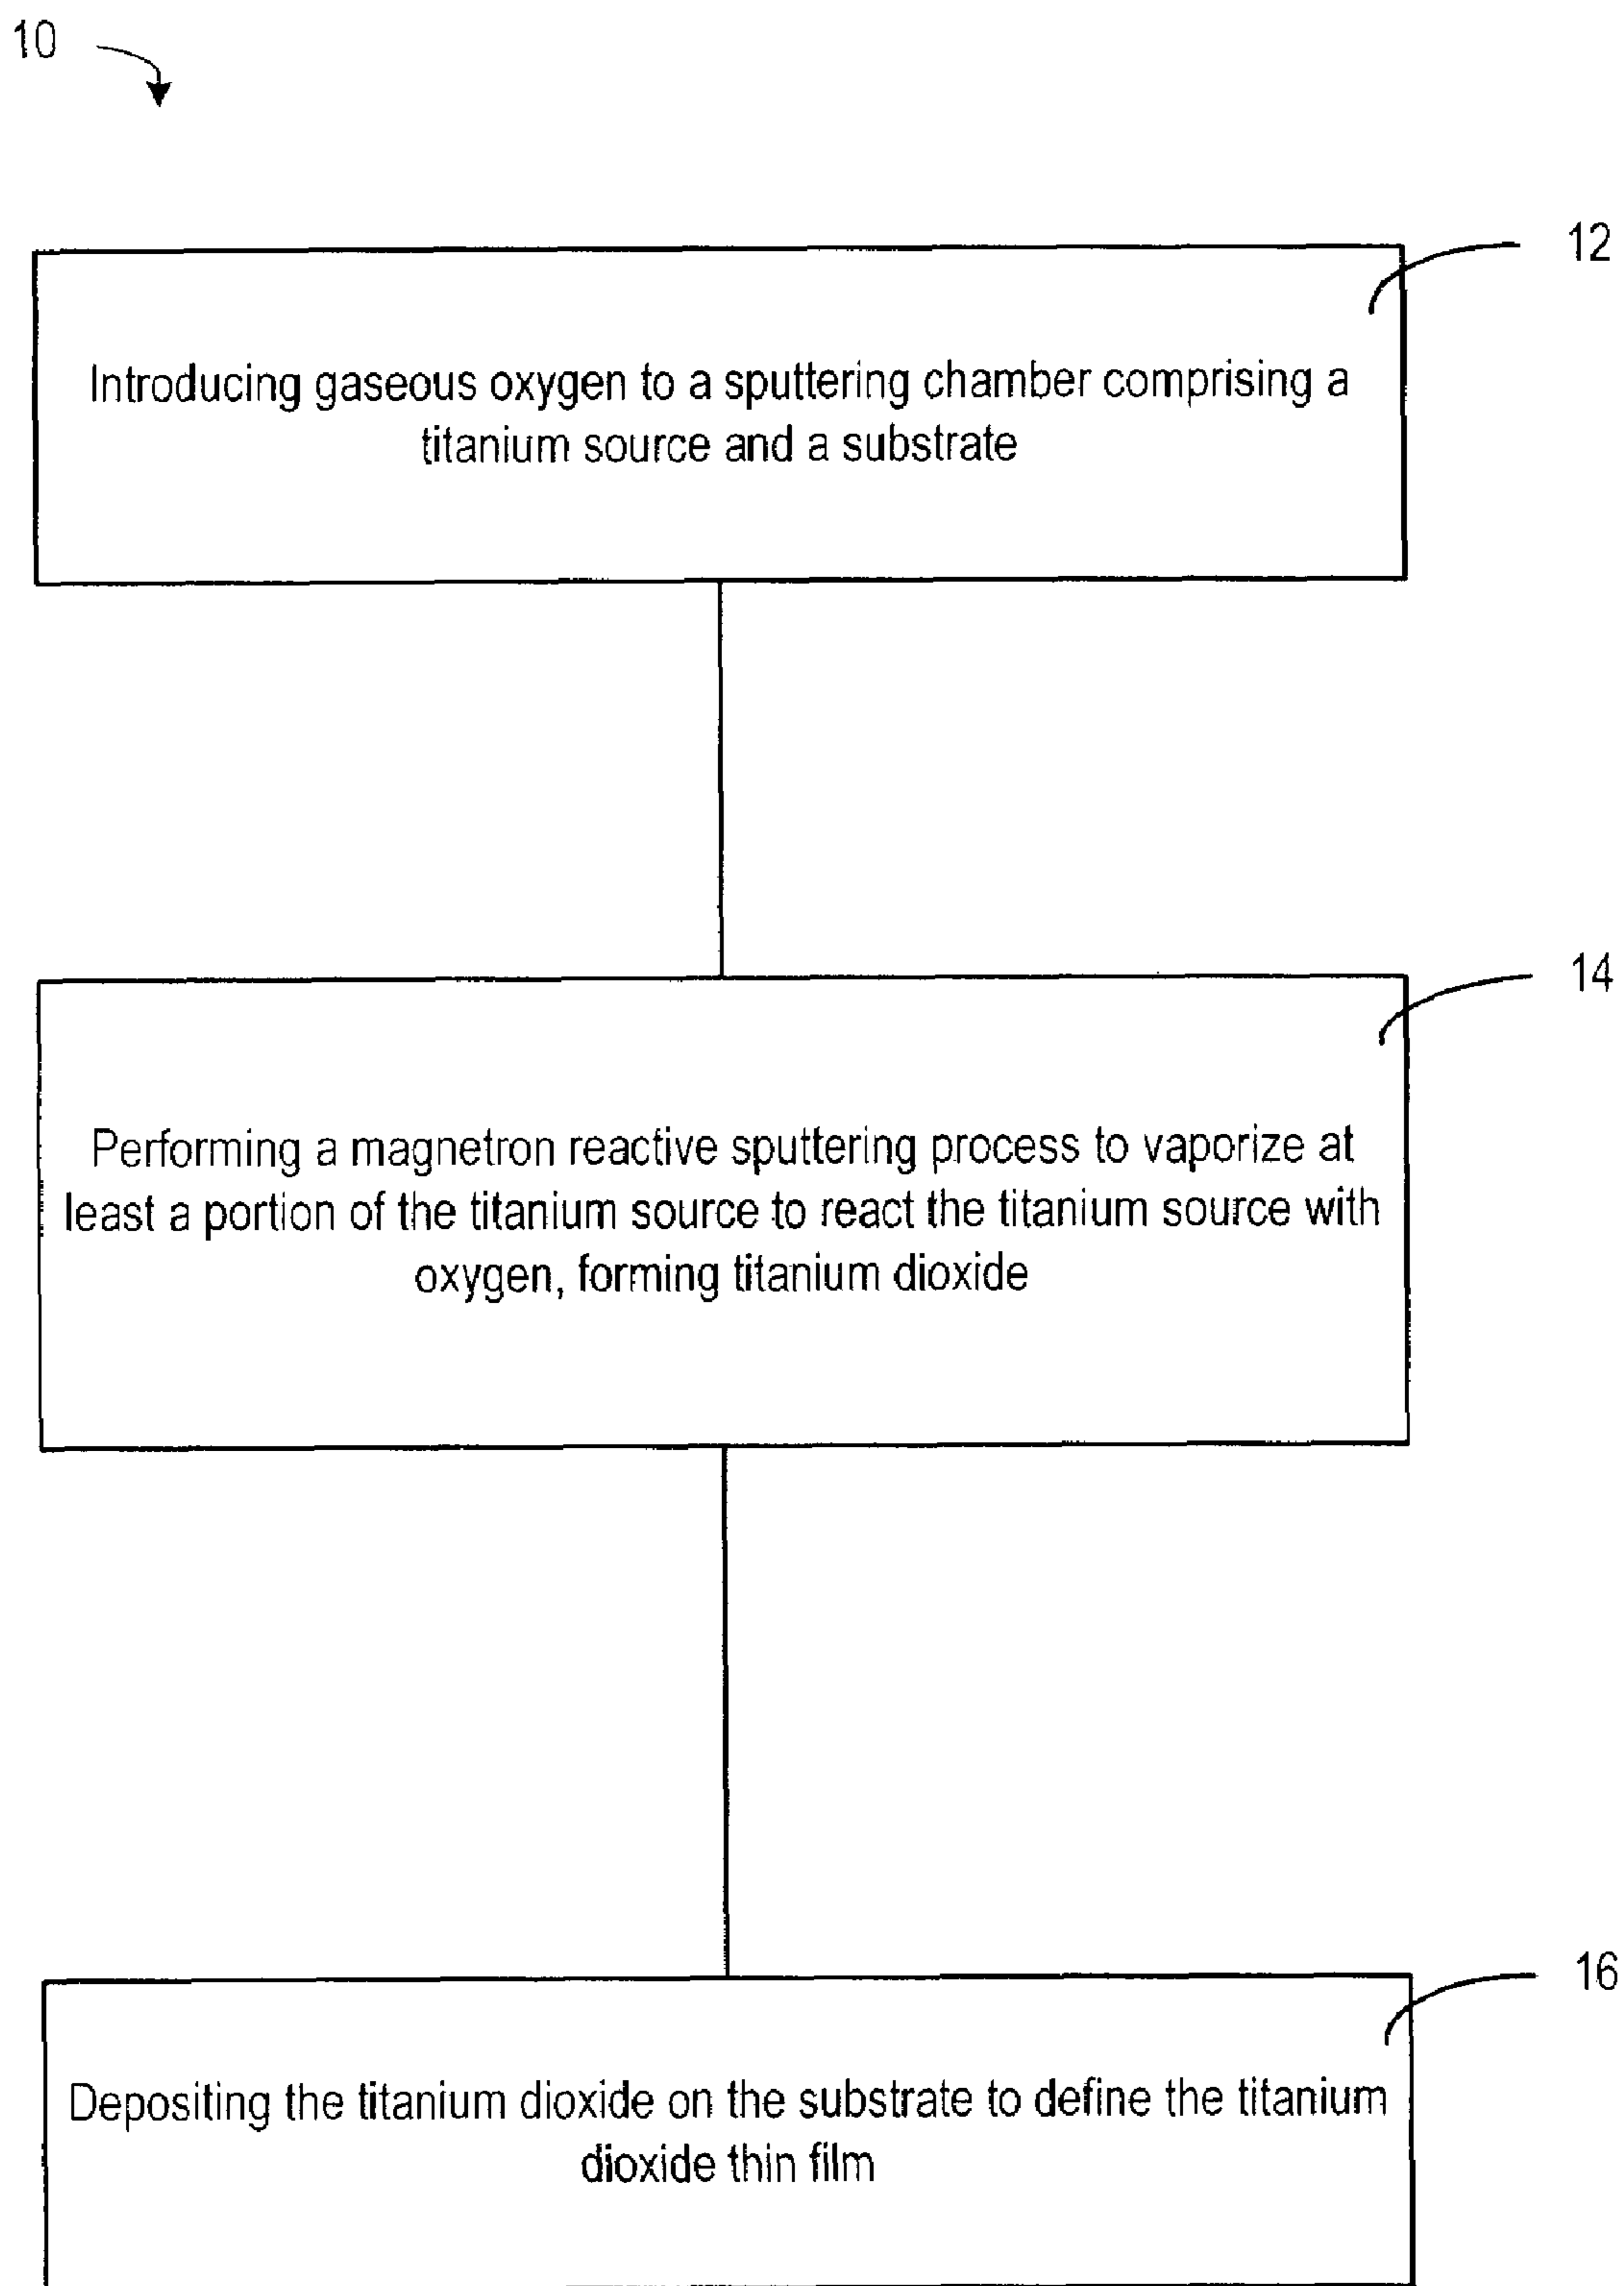 10
12
Introducing gaseous oxygen to a sputtering chamber comprising a
titanium source and a substrate
14
Performing a magnetron reactive sputtering process to vaporize at
least a portion of the titanium source to react the titanium source with
oxygen, forming titanium dioxide
16
Depositing the titanium dioxide on the substrate to define the titanium
dioxide thin film